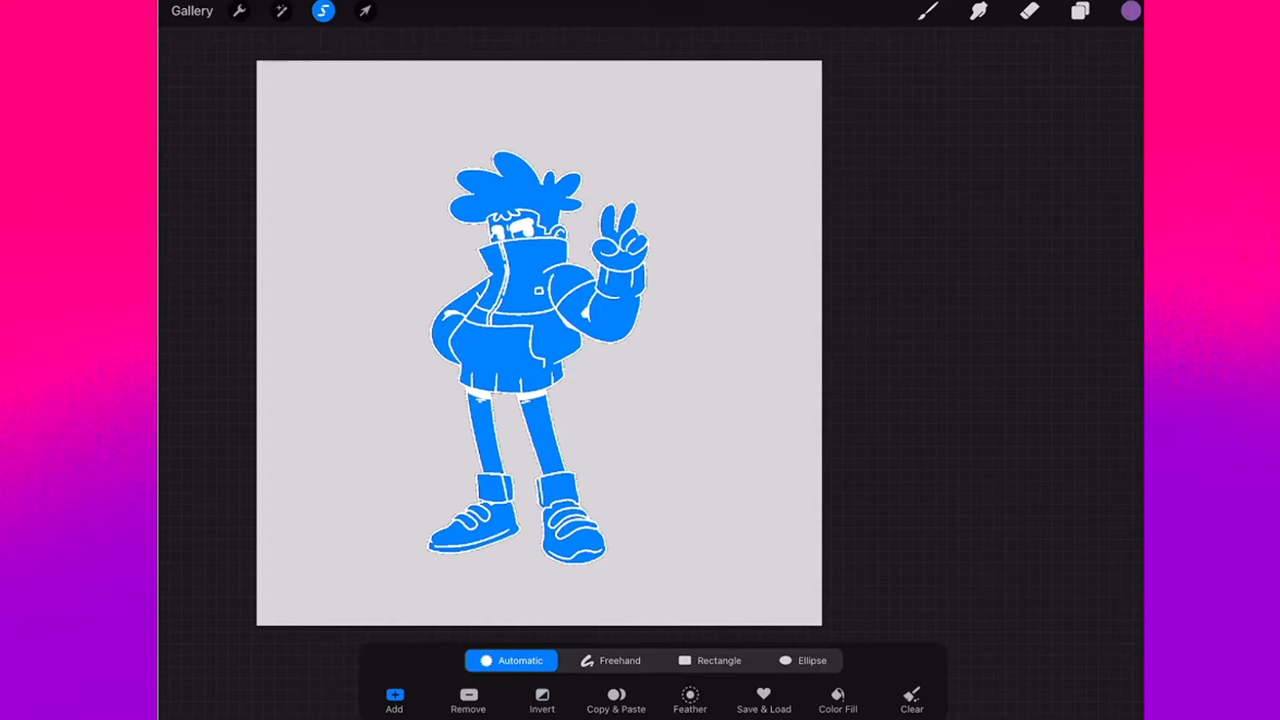 Gallery
Automatic Freehand Rectangle Ellipse
Add Remove Invert Copy & Paste Feather Save & Load Color Fill Clear